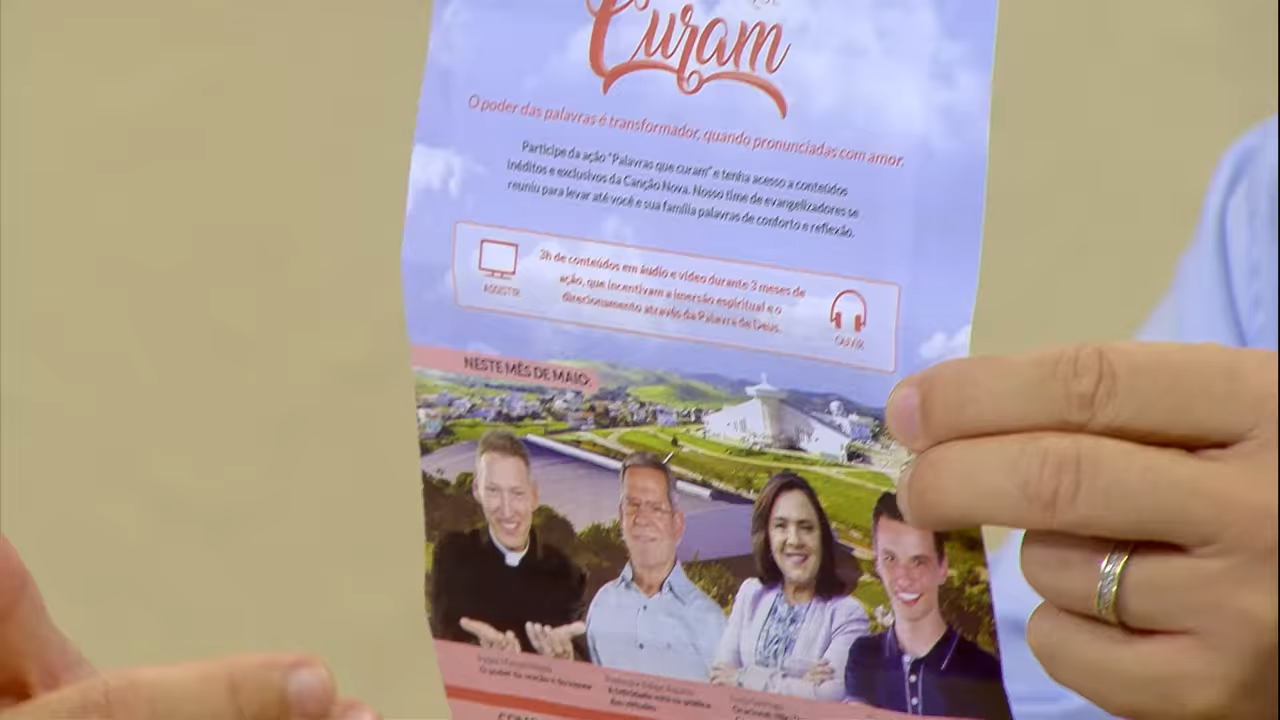 Curam
O poder das palavras é transformador, quando pronunciadas com amor.
Participe da ação "Palavras que curam" e tenha acesso a conteúdos
inéditos e exclusivos da Canção Nova. Nosso time de evangelizadores se
reuniu para levar até você e sua família palavras de conforto e reflexão.
3h de conteúdos em áudio e vídeo durante 3 meses de
ação, que incentivam a imersão espiritual e o
direcionamento através da Palavra de Deus.
ASSISTIR
OUVIR
NESTE MÊS DE MAIO:
O poder da